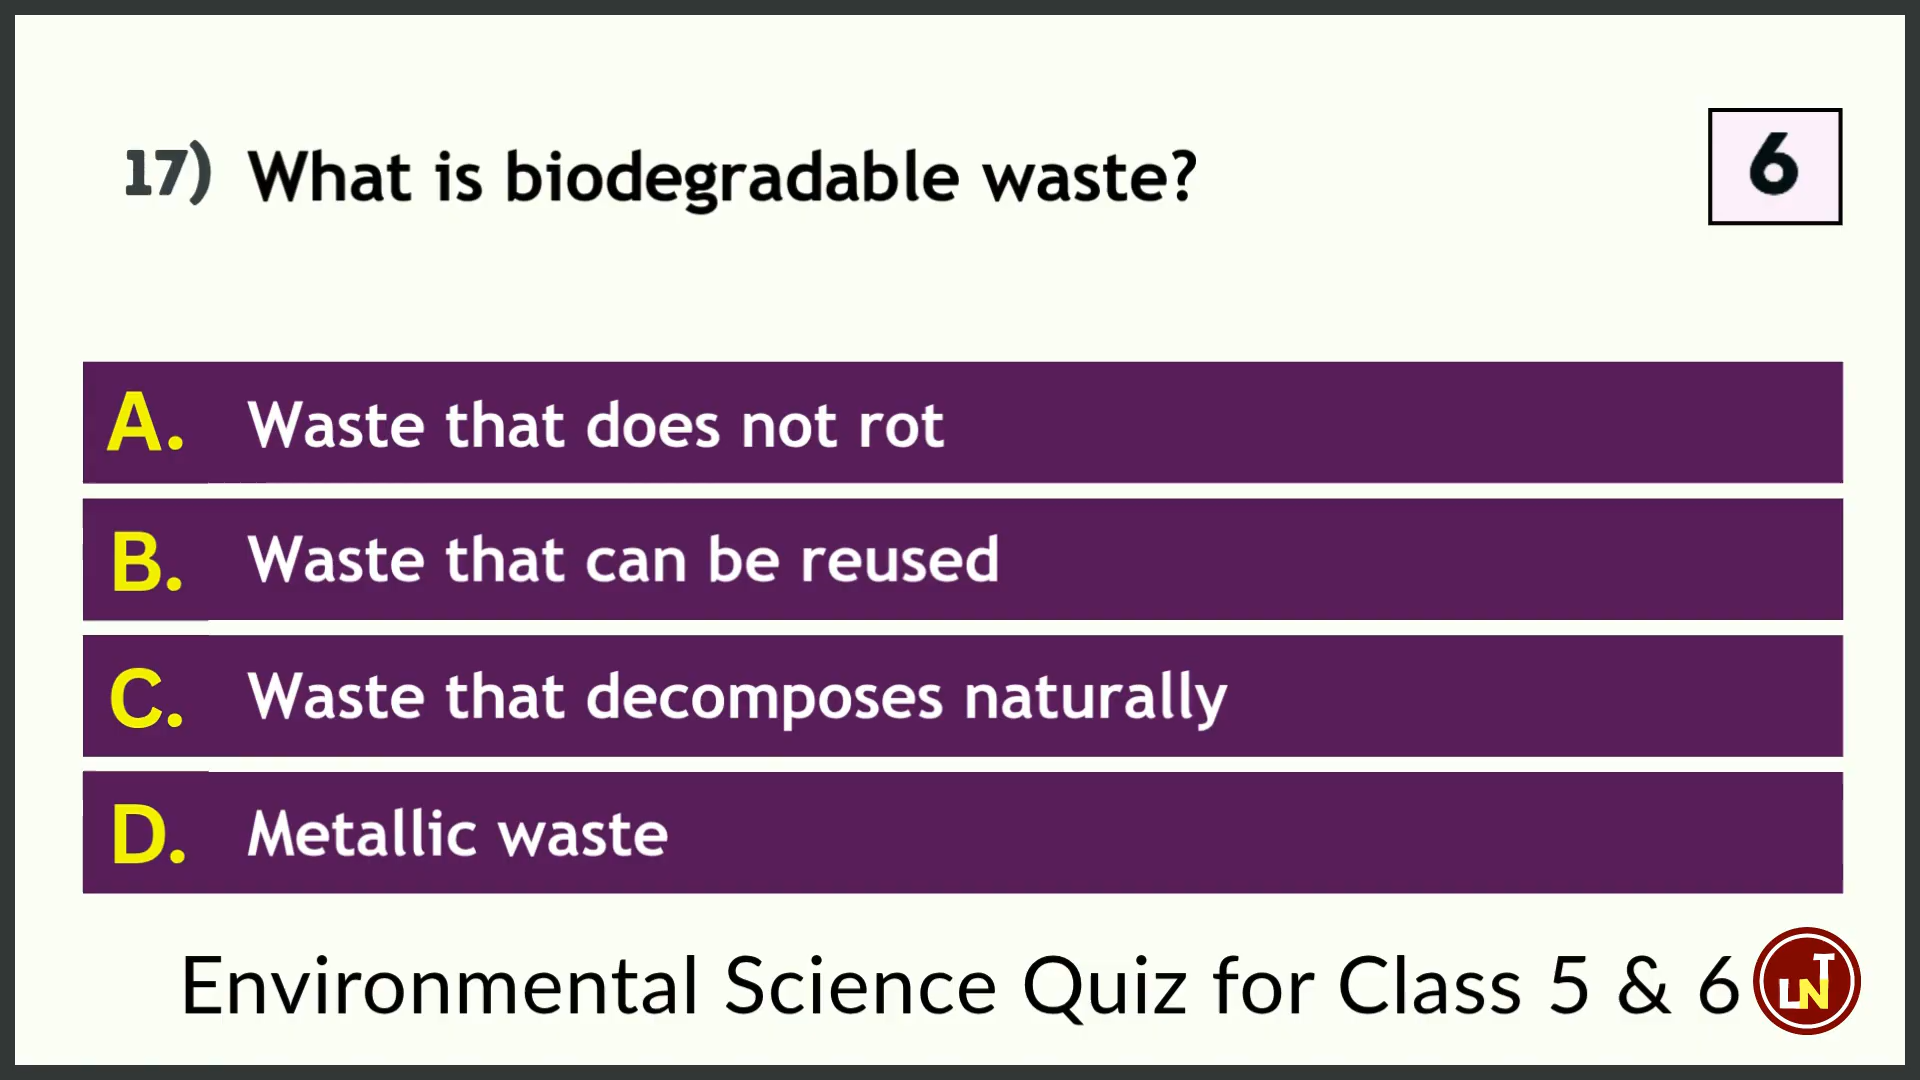 17) What is biodegradable waste?
6
A. Waste that does not rot
B. Waste that can be reused
C. Waste that decomposes naturally
D. Metallic waste
Environmental Science Quiz for Class 5 & 6
LNT